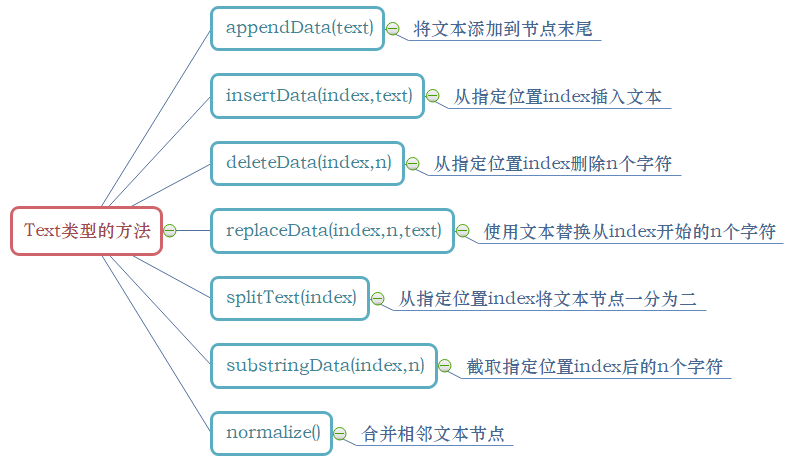 appendData(text)
将文本添加到节点末尾
insertData(index,text)
从指定位置index插入文本
deleteData(index,n)
从指定位置index删除n个字符
Text类型的方法
replaceData(index,n,text)
使用文本替换从index开始的n个字符
splitText(index)
从指定位置index将文本节点一分为二
substringData(index,n)
截取指定位置index后的n个字符
normalize()
合并相邻文本节点